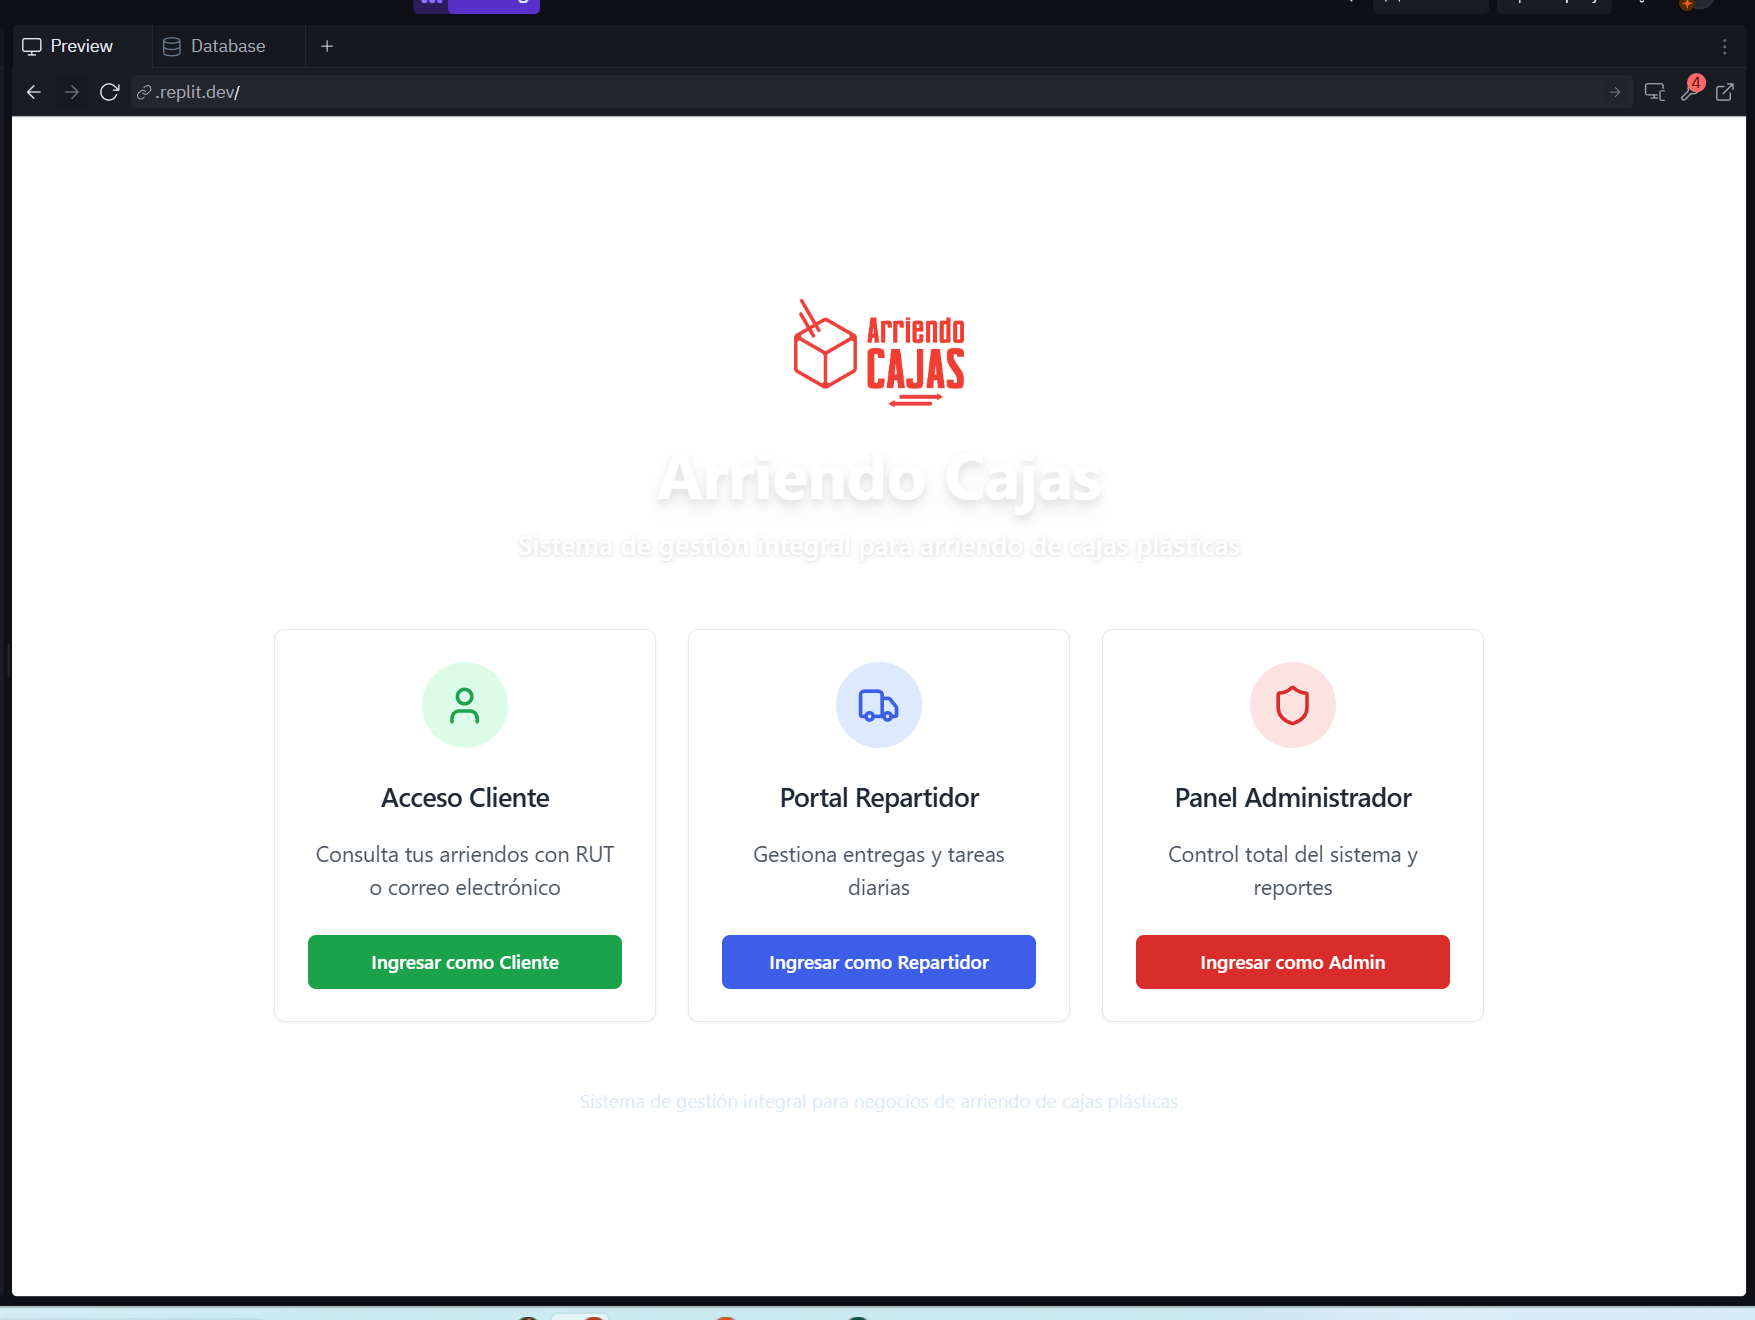 Preview
Database
.replit.dev/
4
Arriendo
CAJAS
Arriendo Cajas
Sistema de gestión integral para arriendo de cajas plásticas
Acceso Cliente
Consulta tus arriendos con RUT
o correo electrónico
Ingresar como Cliente
Portal Repartidor
Gestiona entregas y tareas
diarias
Ingresar como Repartidor
Panel Administrador
Control total del sistema y
reportes
Ingresar como Admin
Sistema de gestión integral para negocios de arriendo de cajas plásticas